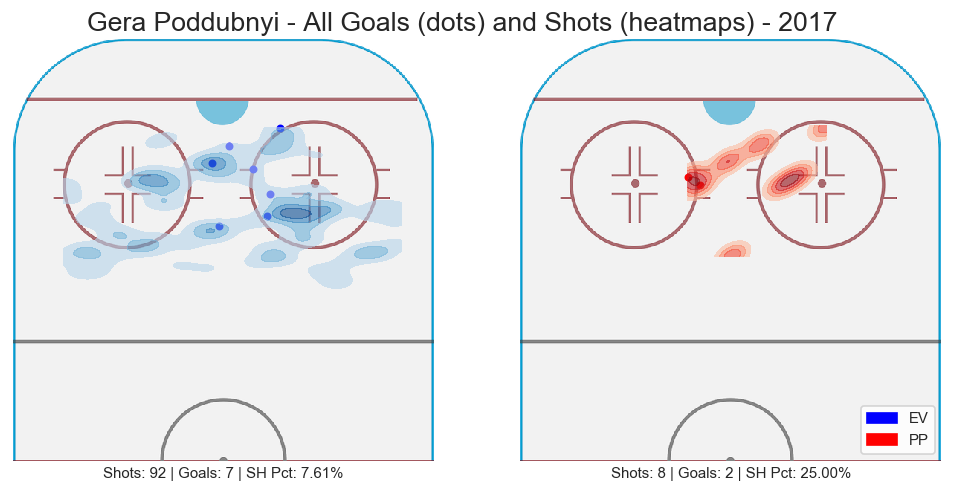 Gera Poddubnyi - All Goals (dots) and Shots (heatmaps) - 2017
EV
PP
Shots: 92 | Goals: 7 | SH Pct: 7.61%
Shots: 8 | Goals: 2 | SH Pct: 25.00%